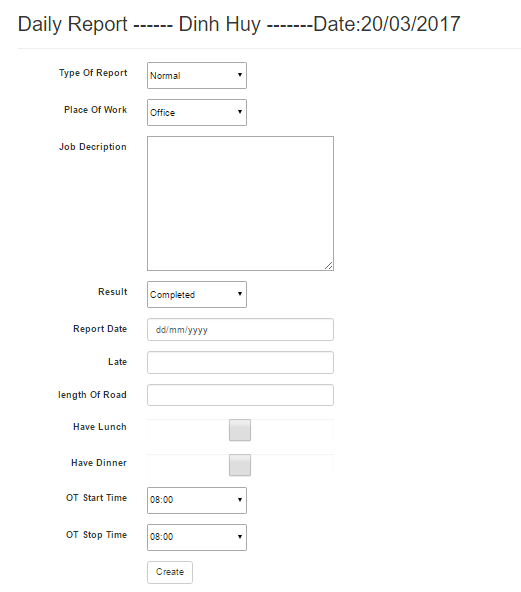 Daily Report ------ Dinh Huy -------Date:20/03/2017
Type Of Report Normal
Place Of Work Office
Job Decription
Result Completed
Report Date dd/mm/yyyy
Late
length Of Road
Have Lunch
Have Dinner
OT Start Time 08:00
OT Stop Time 08:00
Create